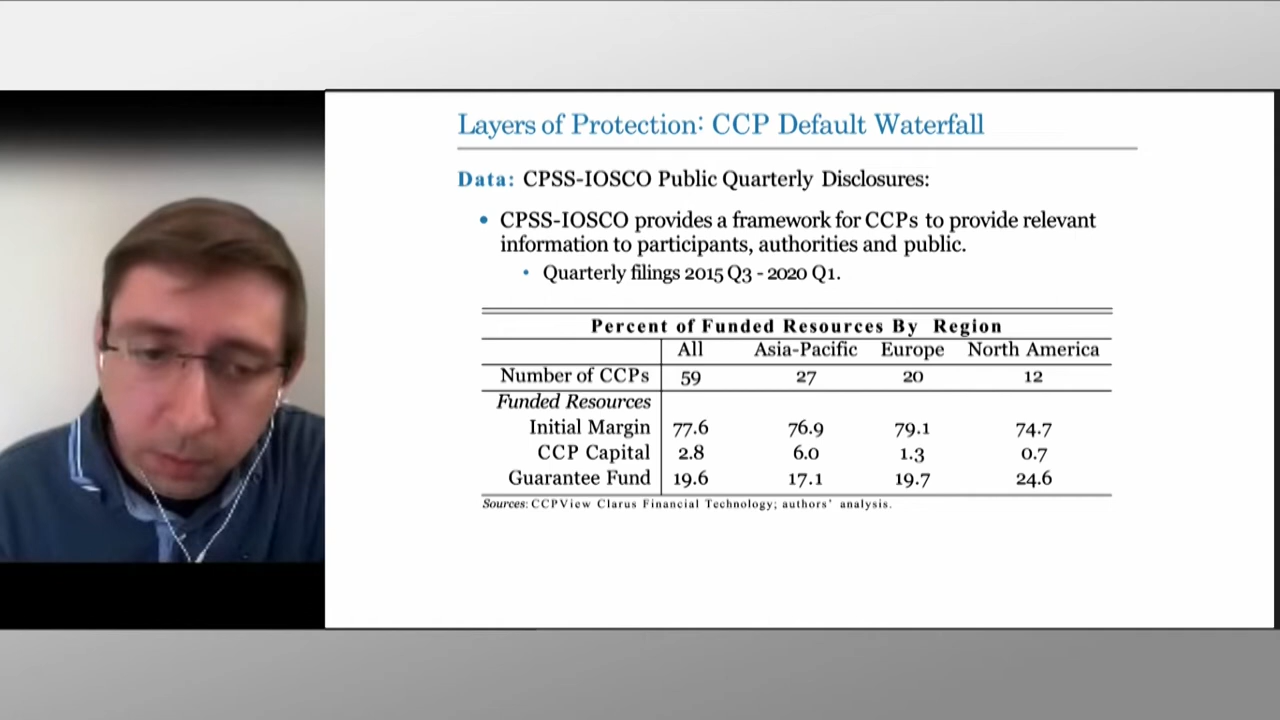 Layers of Protection: CCP Default Waterfall
Data: CPSS-IOSCO Public Quarterly Disclosures:
• CPSS-IOSCO provides a framework for CCPs to provide relevant
information to participants, authorities and public.
• Quarterly filings 2015 Q3 - 2020 Q1.
Percent of Funded Resources By Region
All Asia-Pacific Europe North America
Number of CCPs 59 27 20 12
Funded Resources
Initial Margin 77.6 76.9 79.1 74.7
CCP Capital 2.8 6.0 1.3 0.7
Guarantee Fund 19.6 17.1 19.7 24.6
Sources: CCPView Clarus Financial Technology; authors' analysis.